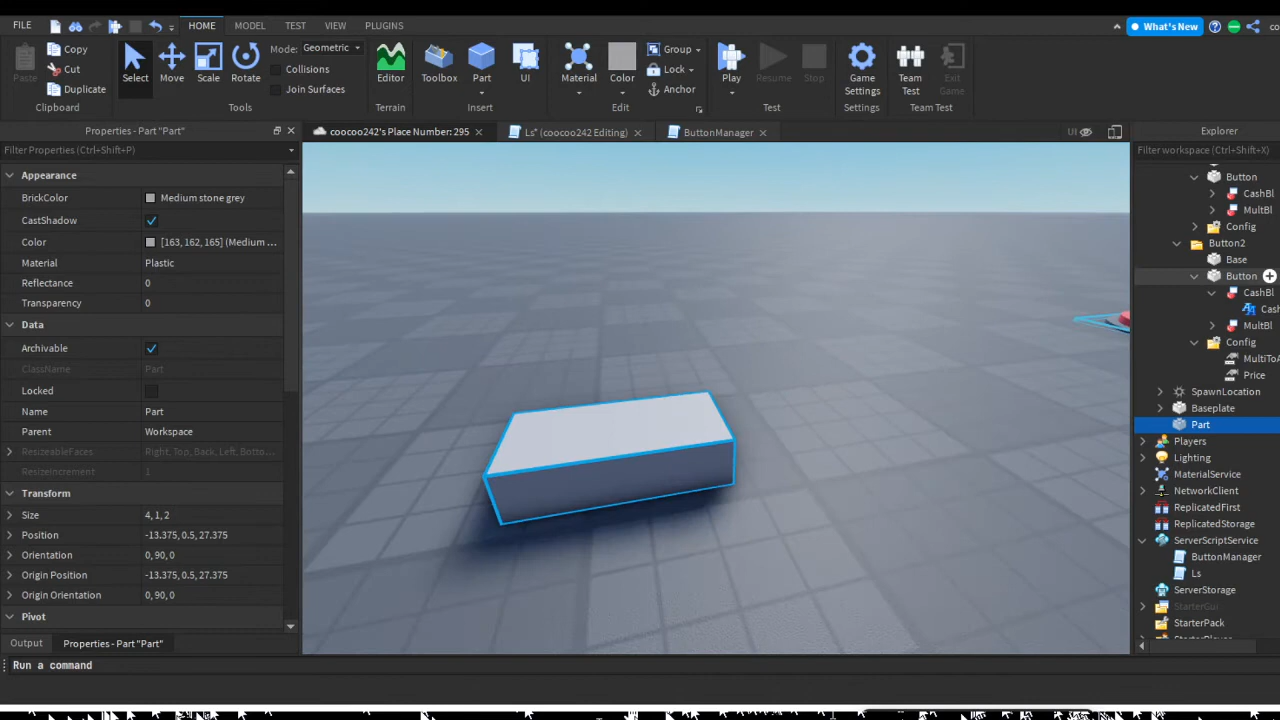 FILE HOME MODEL TEST VIEW PLUGINS What's New co
Paste Copy Cut Duplicate Clipboard
Select Move Scale Rotate Tools
Mode: Geometric
Collisions
Join Surfaces
Editor Terrain
Toolbox Part UI Insert
Material Color Group Lock Anchor Edit
Play Resume Stop Test
Game Settings Settings
Team Test Exit Game Team Test
Properties - Part "Part"
Filter Properties (Ctrl+Shift+P)
Appearance
BrickColor Medium stone grey
CastShadow
Color [163, 162, 165] (Medium ...
Material Plastic
Reflectance 0
Transparency 0
Data
Archivable
ClassName Part
Locked
Name Part
Parent Workspace
ResizeableFaces Right, Top, Back, Left, Botto...
ResizeIncrement 1
Transform
Size 4, 1, 2
Position -13.375, 0.5, 27.375
Orientation 0, 90, 0
Origin Position -13.375, 0.5, 27.375
Origin Orientation 0, 90, 0
Pivot
Output Properties - Part "Part"
Run a command
coocoo242's Place Number: 295 Ls* (coocoo242 Editing) ButtonManager UI
Explorer
Filter workspace (Ctrl+Shift+X)
Button
CashBl
MultBl
Config
Button2
Base
Button
CashBl
Cash
MultBl
Config
MultiToA
Price
SpawnLocation
Baseplate
Part
Players
Lighting
MaterialService
NetworkClient
ReplicatedFirst
ReplicatedStorage
ServerScriptService
ButtonManager
Ls
ServerStorage
StarterGui
StarterPack